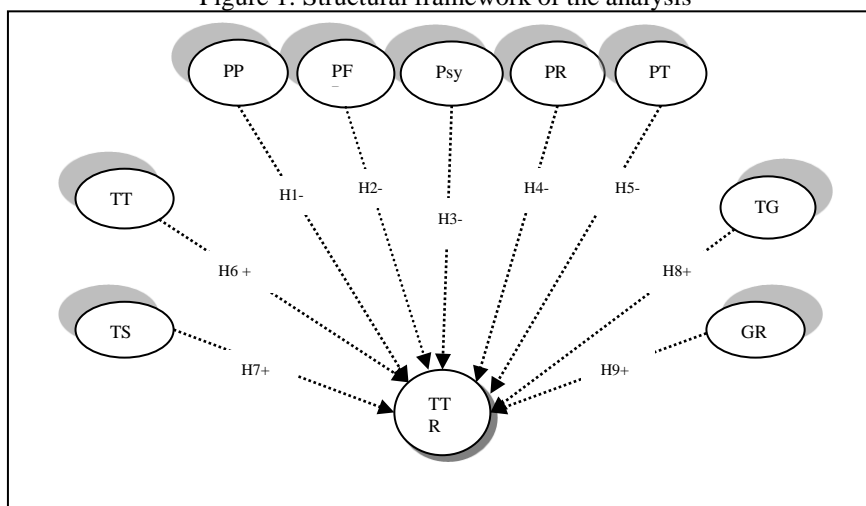 Figure 1. Structural framework of the analysis
PP PF Psy PR PT
H1- H2- H3- H4- H5-
TT TG
H6 + H8+
TS GR
H7+ H9+
TT
R